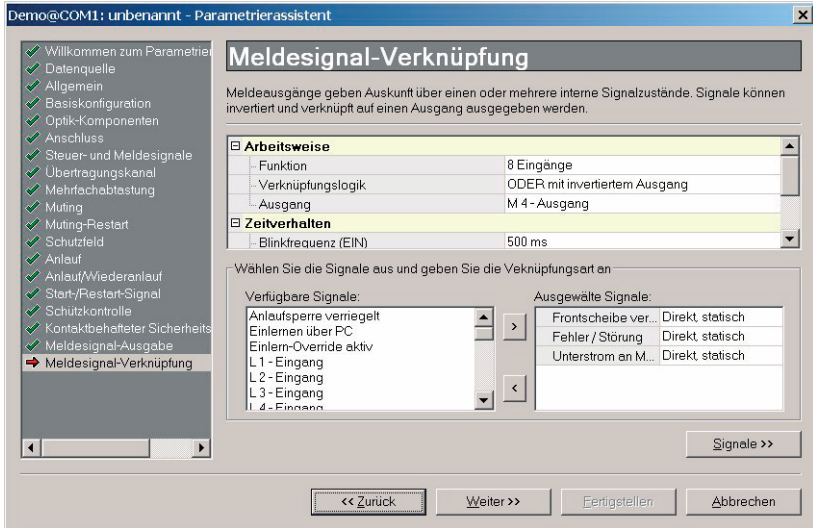 Demo@COM1: unbenannt - Parametrierassistent
Willkommen zum Parametrier
Datenquelle
Allgemein
Basiskonfiguration
Optik-Komponenten
Anschluss
Steuer- und Meldesignale
Übertragungskanal
Mehrfachabtastung
Muting
Muting-Restart
Schutzfeld
Anlauf
Anlauf/Wiederanlauf
Start-/Restart-Signal
Schützkontrolle
Kontaktbehafteter Sicherheits
Meldesignal-Ausgabe
Meldesignal-Verknüpfung
Meldesignal-Verknüpfung
Meldeausgänge geben Auskunft über einen oder mehrere interne Signalzustände. Signale können
invertiert und verknüpft auf einen Ausgang ausgegeben werden.
Arbeitsweise
Funktion 8 Eingänge
Verknüpfungslogik ODER mit invertiertem Ausgang
Ausgang M 4 - Ausgang
Zeitverhalten
Blinkfrequenz (EIN) 500 ms
Wählen Sie die Signale aus und geben Sie die Veknüpfungsart an
Verfügbare Signale:
Anlaufsperre verriegelt
Einlernen über PC
Einlern-Override aktiv
L 1 - Eingang
L 2 - Eingang
L 3 - Eingang
L 4 - Eingang
>
<
Ausgewälte Signale:
Frontscheibe ver... Direkt, statisch
Fehler / Störung Direkt, statisch
Unterstrom an M... Direkt, statisch
Signale >>
<< Zurück
Weiter >>
Fertigstellen
Abbrechen